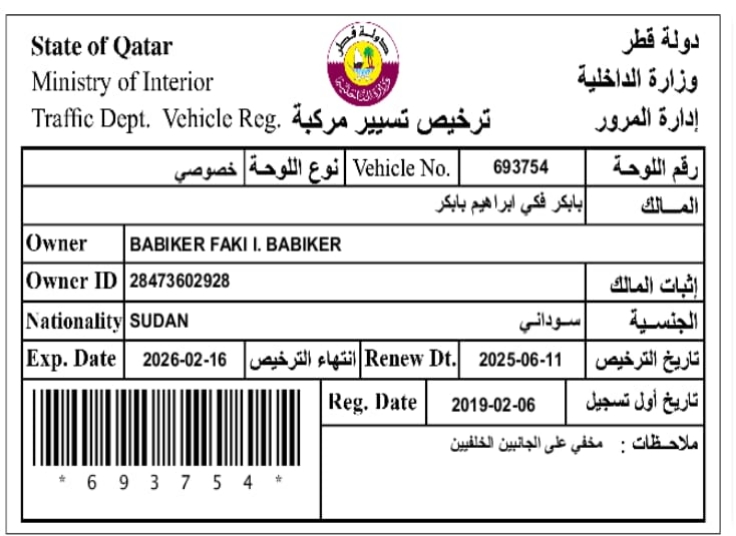 State of Qatar
دولة قطر
Ministry of Interior
وزارة الداخلية
Traffic Dept. Vehicle Reg. ترخيص تسيير مركبة
إدارة المرور
دولة قطر
وزارة الداخلية
خصوصي نوع اللوحة Vehicle No. 693754 رقم اللوحة
بابكر فكي ابراهيم بابكر المـــالك
Owner BABIKER FAKI I. BABIKER
Owner ID 28473602928 إثبات المالك
Nationality SUDAN سـوداني الجنسـية
Exp. Date 2026-02-16 انتهاء الترخيص Renew Dt. 2025-06-11 تاريخ الترخيص
Reg. Date 2019-02-06 تاريخ أول تسجيل
ملاحـظات : مخفي على الجانبين الخلفيين
* 6 9 3 7 5 4 *